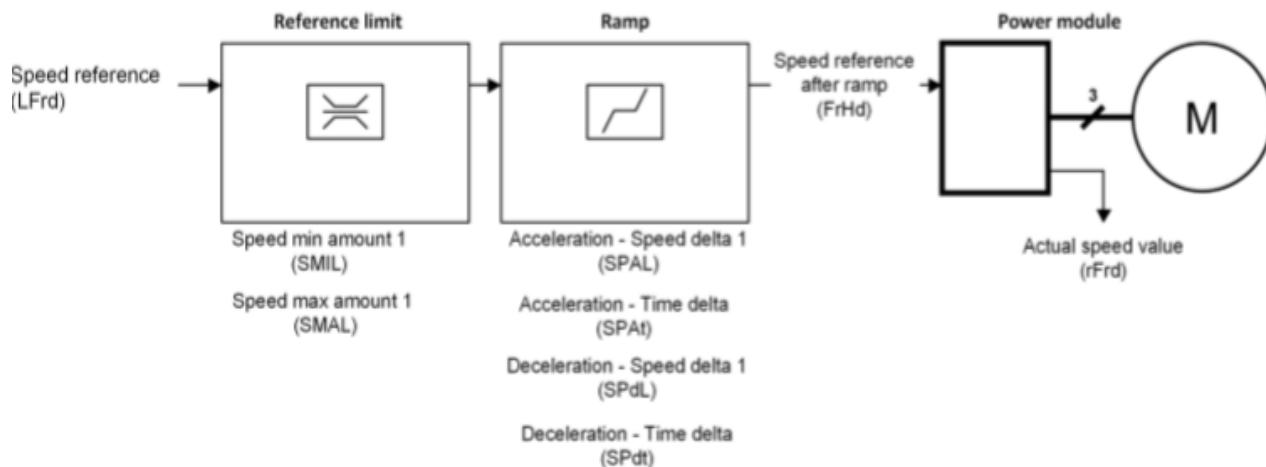 Reference limit
Ramp
Power module
Speed reference
(LFrd)
Speed reference
after ramp
(FrHd)
3
M
Speed min amount 1
(SMIL)
Speed max amount 1
(SMAL)
Acceleration - Speed delta 1
(SPAL)
Acceleration - Time delta
(SPAt)
Deceleration - Speed delta 1
(SPdL)
Deceleration - Time delta
(SPdt)
Actual speed value
(rFrd)